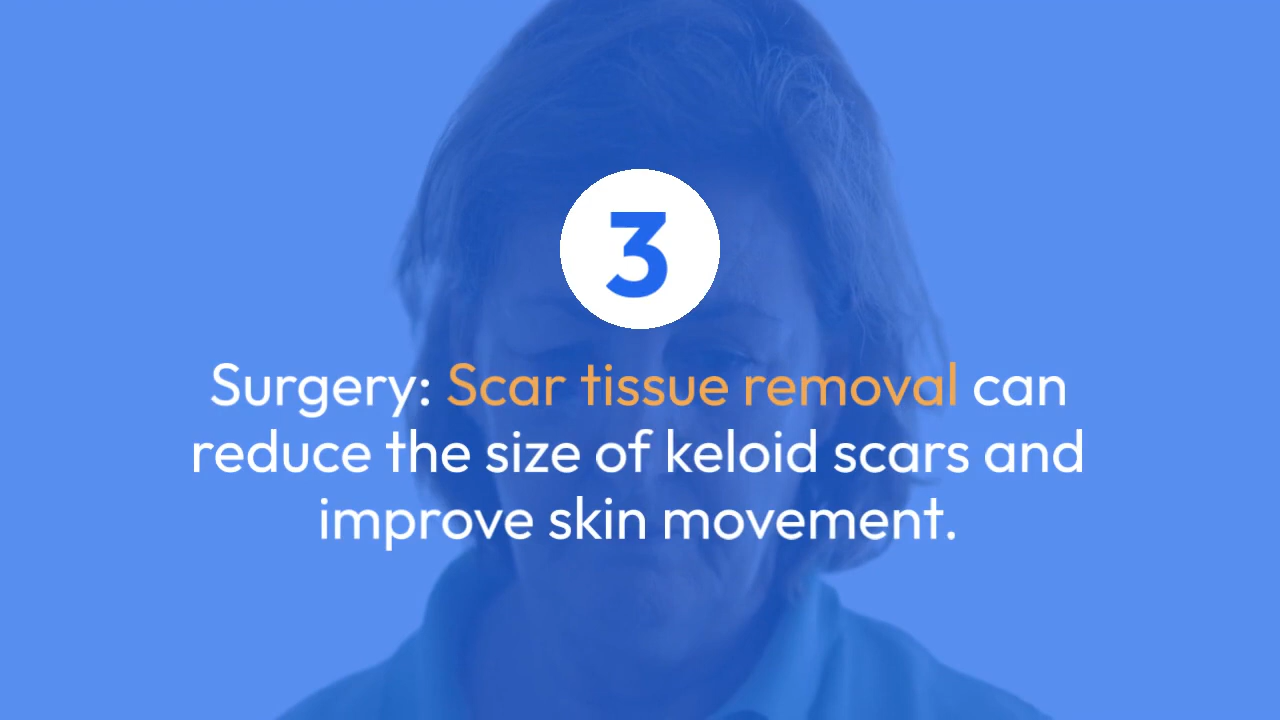 3
Surgery: Scar tissue removal can
reduce the size of keloid scars and
improve skin movement.